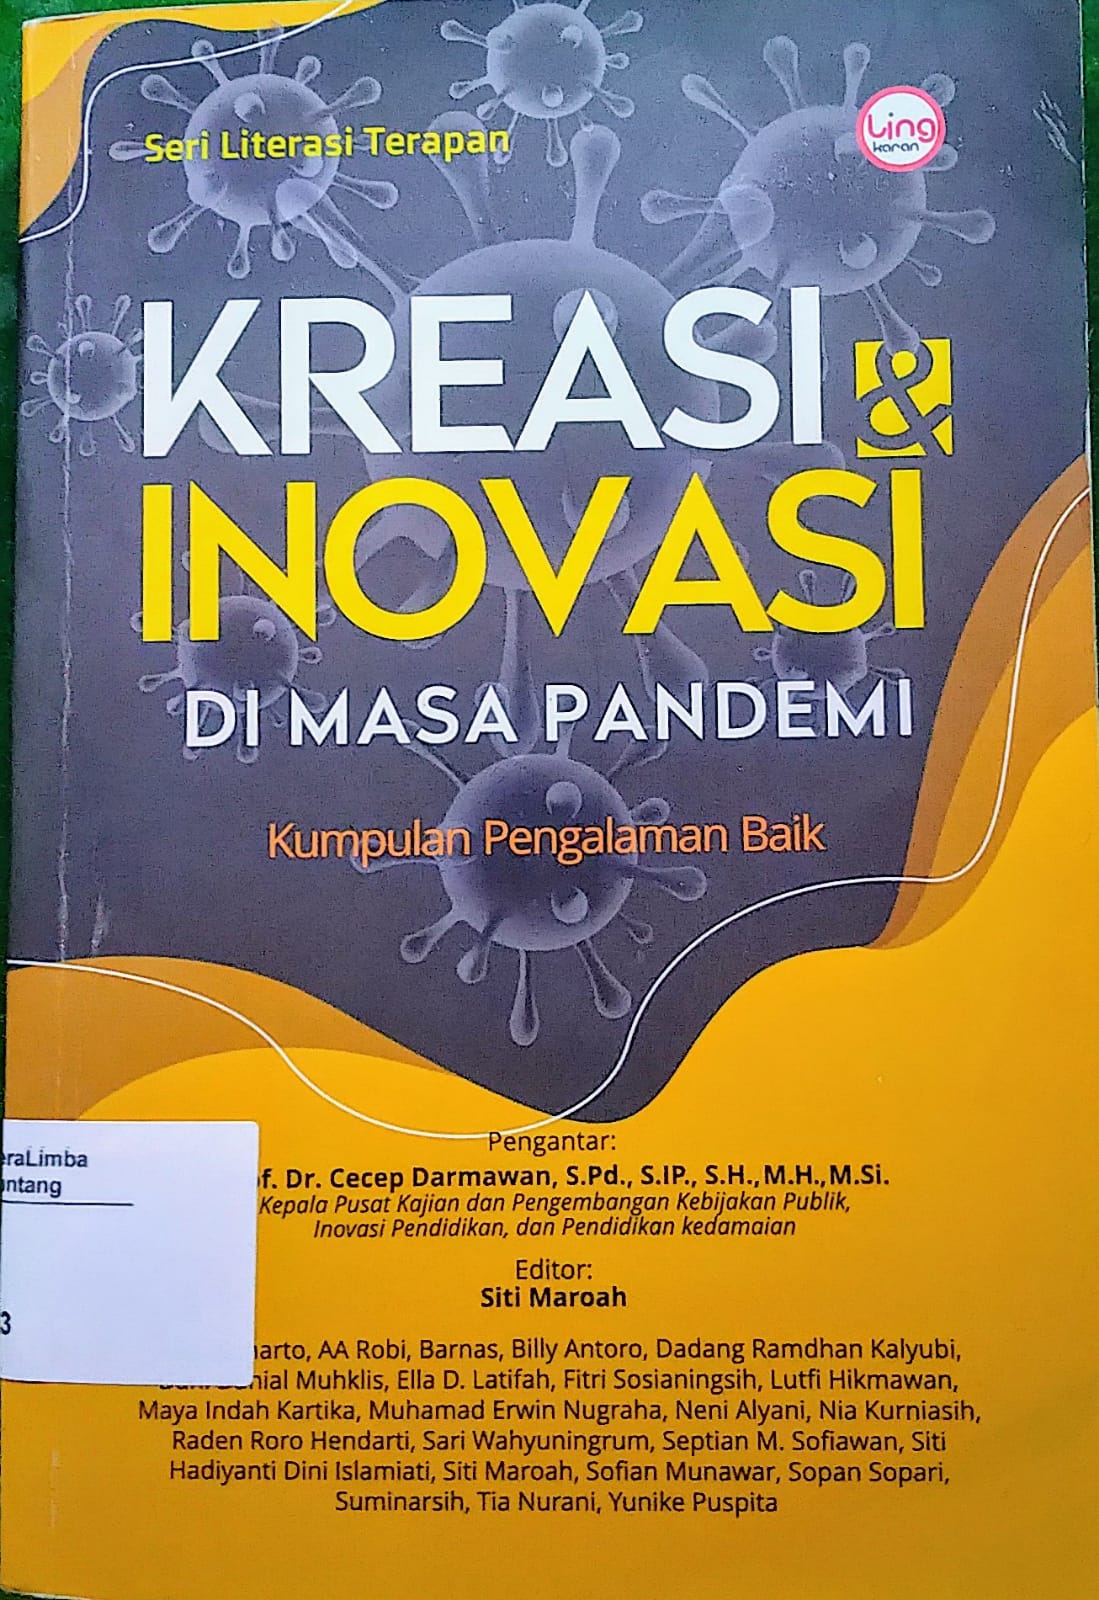 Seri Literasi Terapan
Ling
karan
KREASI &
INOVASI
DI MASA PANDEMI
Kumpulan Pengalaman Baik
Pengantar:
Dr. Cecep Darmawan, S.Pd., S.IP., S.H., M.H., M.Si.
Kepala Pusat Kajian dan Pengembangan Kebijakan Publik,
Inovasi Pendidikan, dan Pendidikan kedamaian
Editor:
Siti Maroah
AA Robi, Barnas, Billy Antoro, Dadang Ramdhan Kalyubi,
Muhklis, Ella D. Latifah, Fitri Sosianingsih, Lutfi Hikmawan,
Maya Indah Kartika, Muhamad Erwin Nugraha, Neni Alyani, Nia Kurniasih,
Raden Roro Hendarti, Sari Wahyuningrum, Septian M. Sofiawan, Siti
Hadiyanti Dini Islamiati, Siti Maroah, Sofian Munawar, Sopan Sopari,
Suminarsih, Tia Nurani, Yunike Puspita
eraLimba
ntang
3